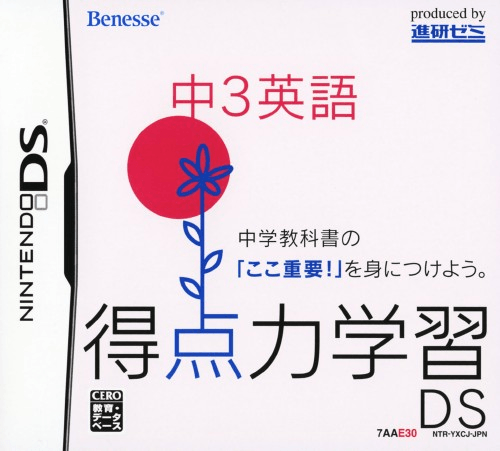 Benesse®
produced by
進研ゼミ
中3英語
NINTENDO DS®
中学教科書の
「ここ重要!」を身につけよう。
得点力学習
DS
CERO
教育・
データ
ベース
7AAE30
NTR-YXCJ-JPN